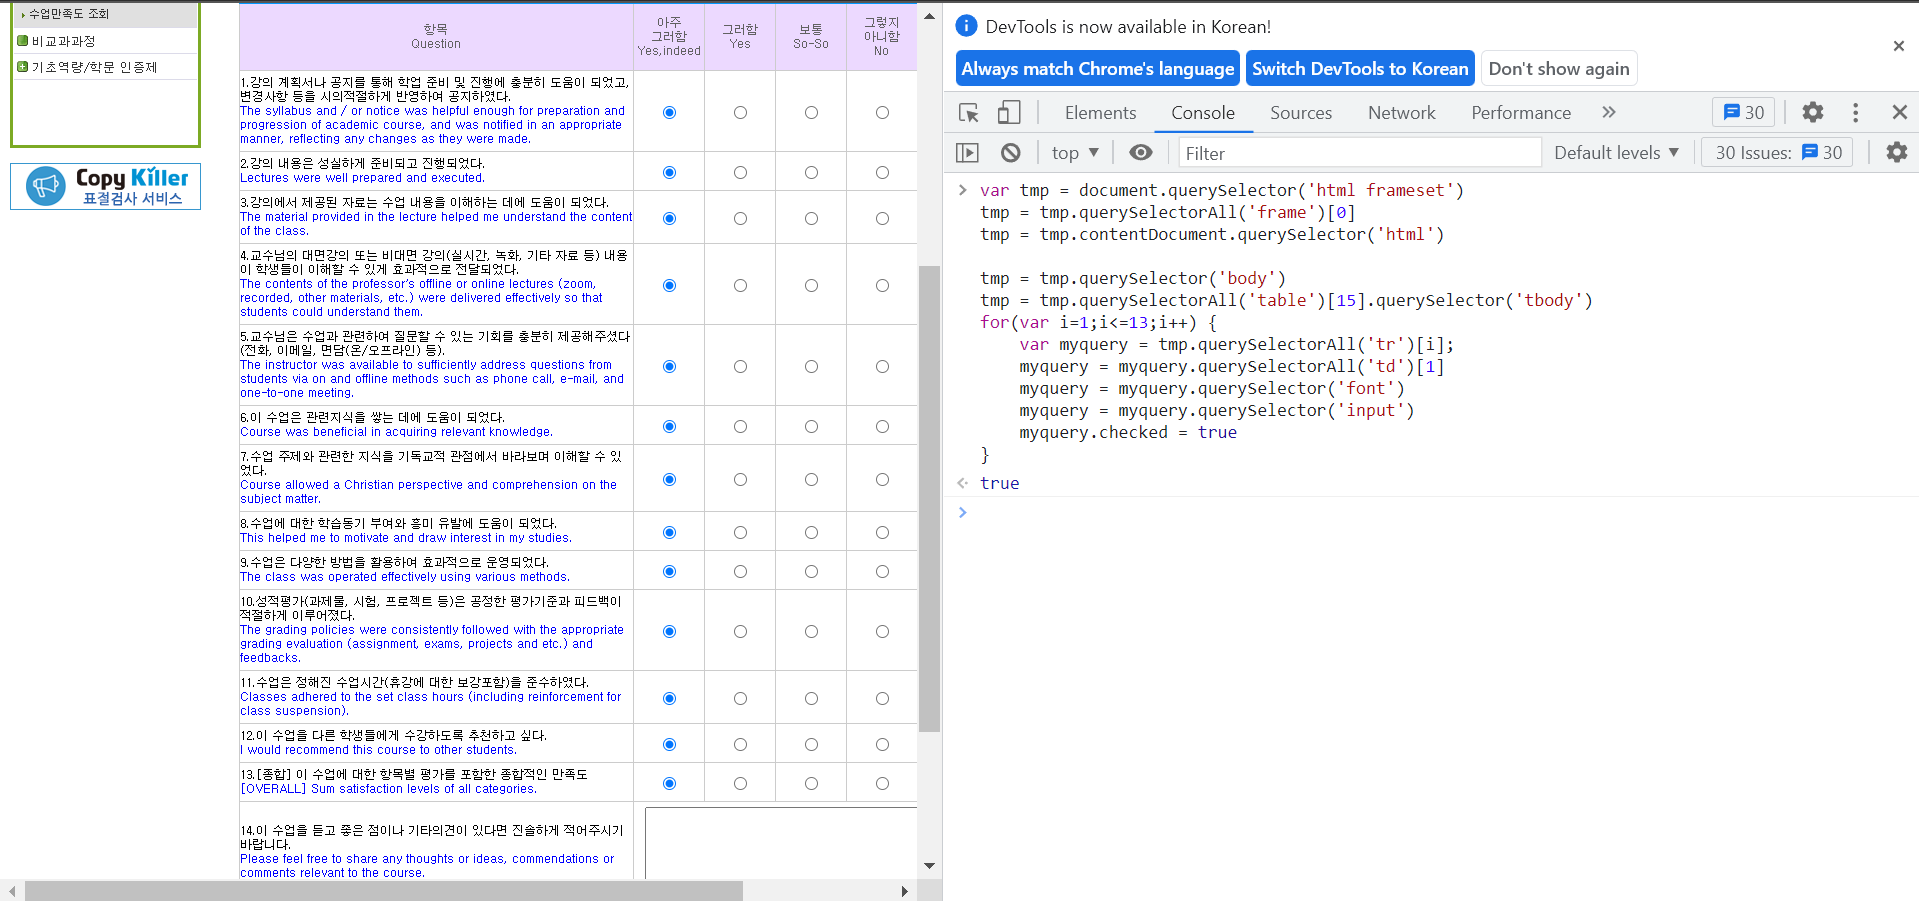 수업만족도 조회
비교과과정
기초역량/학문 인증제
Copy Killer
표절검사 서비스
항목
Question
아주
그러함
Yes,indeed
그러함
Yes
보통
So-So
그렇지
아니함
No
1.강의 계획서나 공지를 통해 학업 준비 및 진행에 충분히 도움이 되었고,
변경사항 등을 시의적절하게 반영하여 공지하였다.
The syllabus and / or notice was helpful enough for preparation and
progression of academic course, and was notified in an appropriate
manner, reflecting any changes as they were made.
2.강의 내용은 성실하게 준비되고 진행되었다.
Lectures were well prepared and executed.
3.강의에서 제공된 자료는 수업 내용을 이해하는 데에 도움이 되었다.
The material provided in the lecture helped me understand the content
of the class.
4.교수님의 대면강의 또는 비대면 강의(실시간, 녹화, 기타 자료 등) 내용
이 학생들이 이해할 수 있게 효과적으로 전달되었다.
The contents of the professor's offline or online lectures (zoom,
recorded, other materials, etc.) were delivered effectively so that
students could understand them.
5.교수님은 수업과 관련하여 질문할 수 있는 기회를 충분히 제공해주셨다
(전화, 이메일, 면담(온/오프라인) 등).
The instructor was available to sufficiently address questions from
students via on and offline methods such as phone call, e-mail, and
one-to-one meeting.
6.이 수업은 관련지식을 쌓는 데에 도움이 되었다.
Course was beneficial in acquiring relevant knowledge.
7.수업 주제와 관련한 지식을 기독교적 관점에서 바라보며 이해할 수 있
었다.
Course allowed a Christian perspective and comprehension on the
subject matter.
8.수업에 대한 학습동기 부여와 흥미 유발에 도움이 되었다.
This helped me to motivate and draw interest in my studies.
9.수업은 다양한 방법을 활용하여 효과적으로 운영되었다.
The class was operated effectively using various methods.
10.성적평가(과제물, 시험, 프로젝트 등)은 공정한 평가기준과 피드백이
적절하게 이루어졌다.
The grading policies were consistently followed with the appropriate
grading evaluation (assignment, exams, projects and etc.) and
feedbacks.
11.수업은 정해진 수업시간(휴강에 대한 보강포함)을 준수하였다.
Classes adhered to the set class hours (including reinforcement for
class suspension).
12.이 수업을 다른 학생들에게 수강하도록 추천하고 싶다.
I would recommend this course to other students.
13.[종합] 이 수업에 대한 항목별 평가를 포함한 종합적인 만족도
[OVERALL] Sum satisfaction levels of all categories.
14.이 수업을 듣고 좋은 점이나 기타의견이 있다면 진솔하게 적어주시기
바랍니다.
Please feel free to share any thoughts or ideas, commendations or
comments relevant to the course.
DevTools is now available in Korean!
Always match Chrome's language
Switch DevTools to Korean
Don't show again
Elements
Console
Sources
Network
Performance
30
top
Filter
Default levels
30 Issues:
30
var tmp = document.querySelector('html frameset')
tmp = tmp.querySelectorAll('frame')[0]
tmp = tmp.contentDocument.querySelector('html')
tmp = tmp.querySelector('body')
tmp = tmp.querySelectorAll('table')[15].querySelector('tbody')
for(var i=1;i<=13;i++) {
var myquery = tmp.querySelectorAll('tr')[i];
myquery = myquery.querySelectorAll('td')[1]
myquery = myquery.querySelector('font')
myquery = myquery.querySelector('input')
myquery.checked = true
}
true